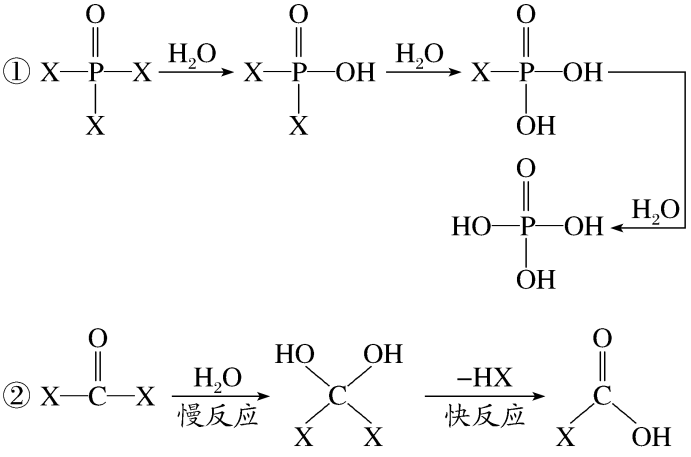 O O O
① X—P—X H₂O X—P—OH H₂O X—P—OH
X X OH
O
HO—P—OH H₂O
OH
O HO OH O
② X—C—X H₂O C −HX C
慢反应 快反应
X X X OH